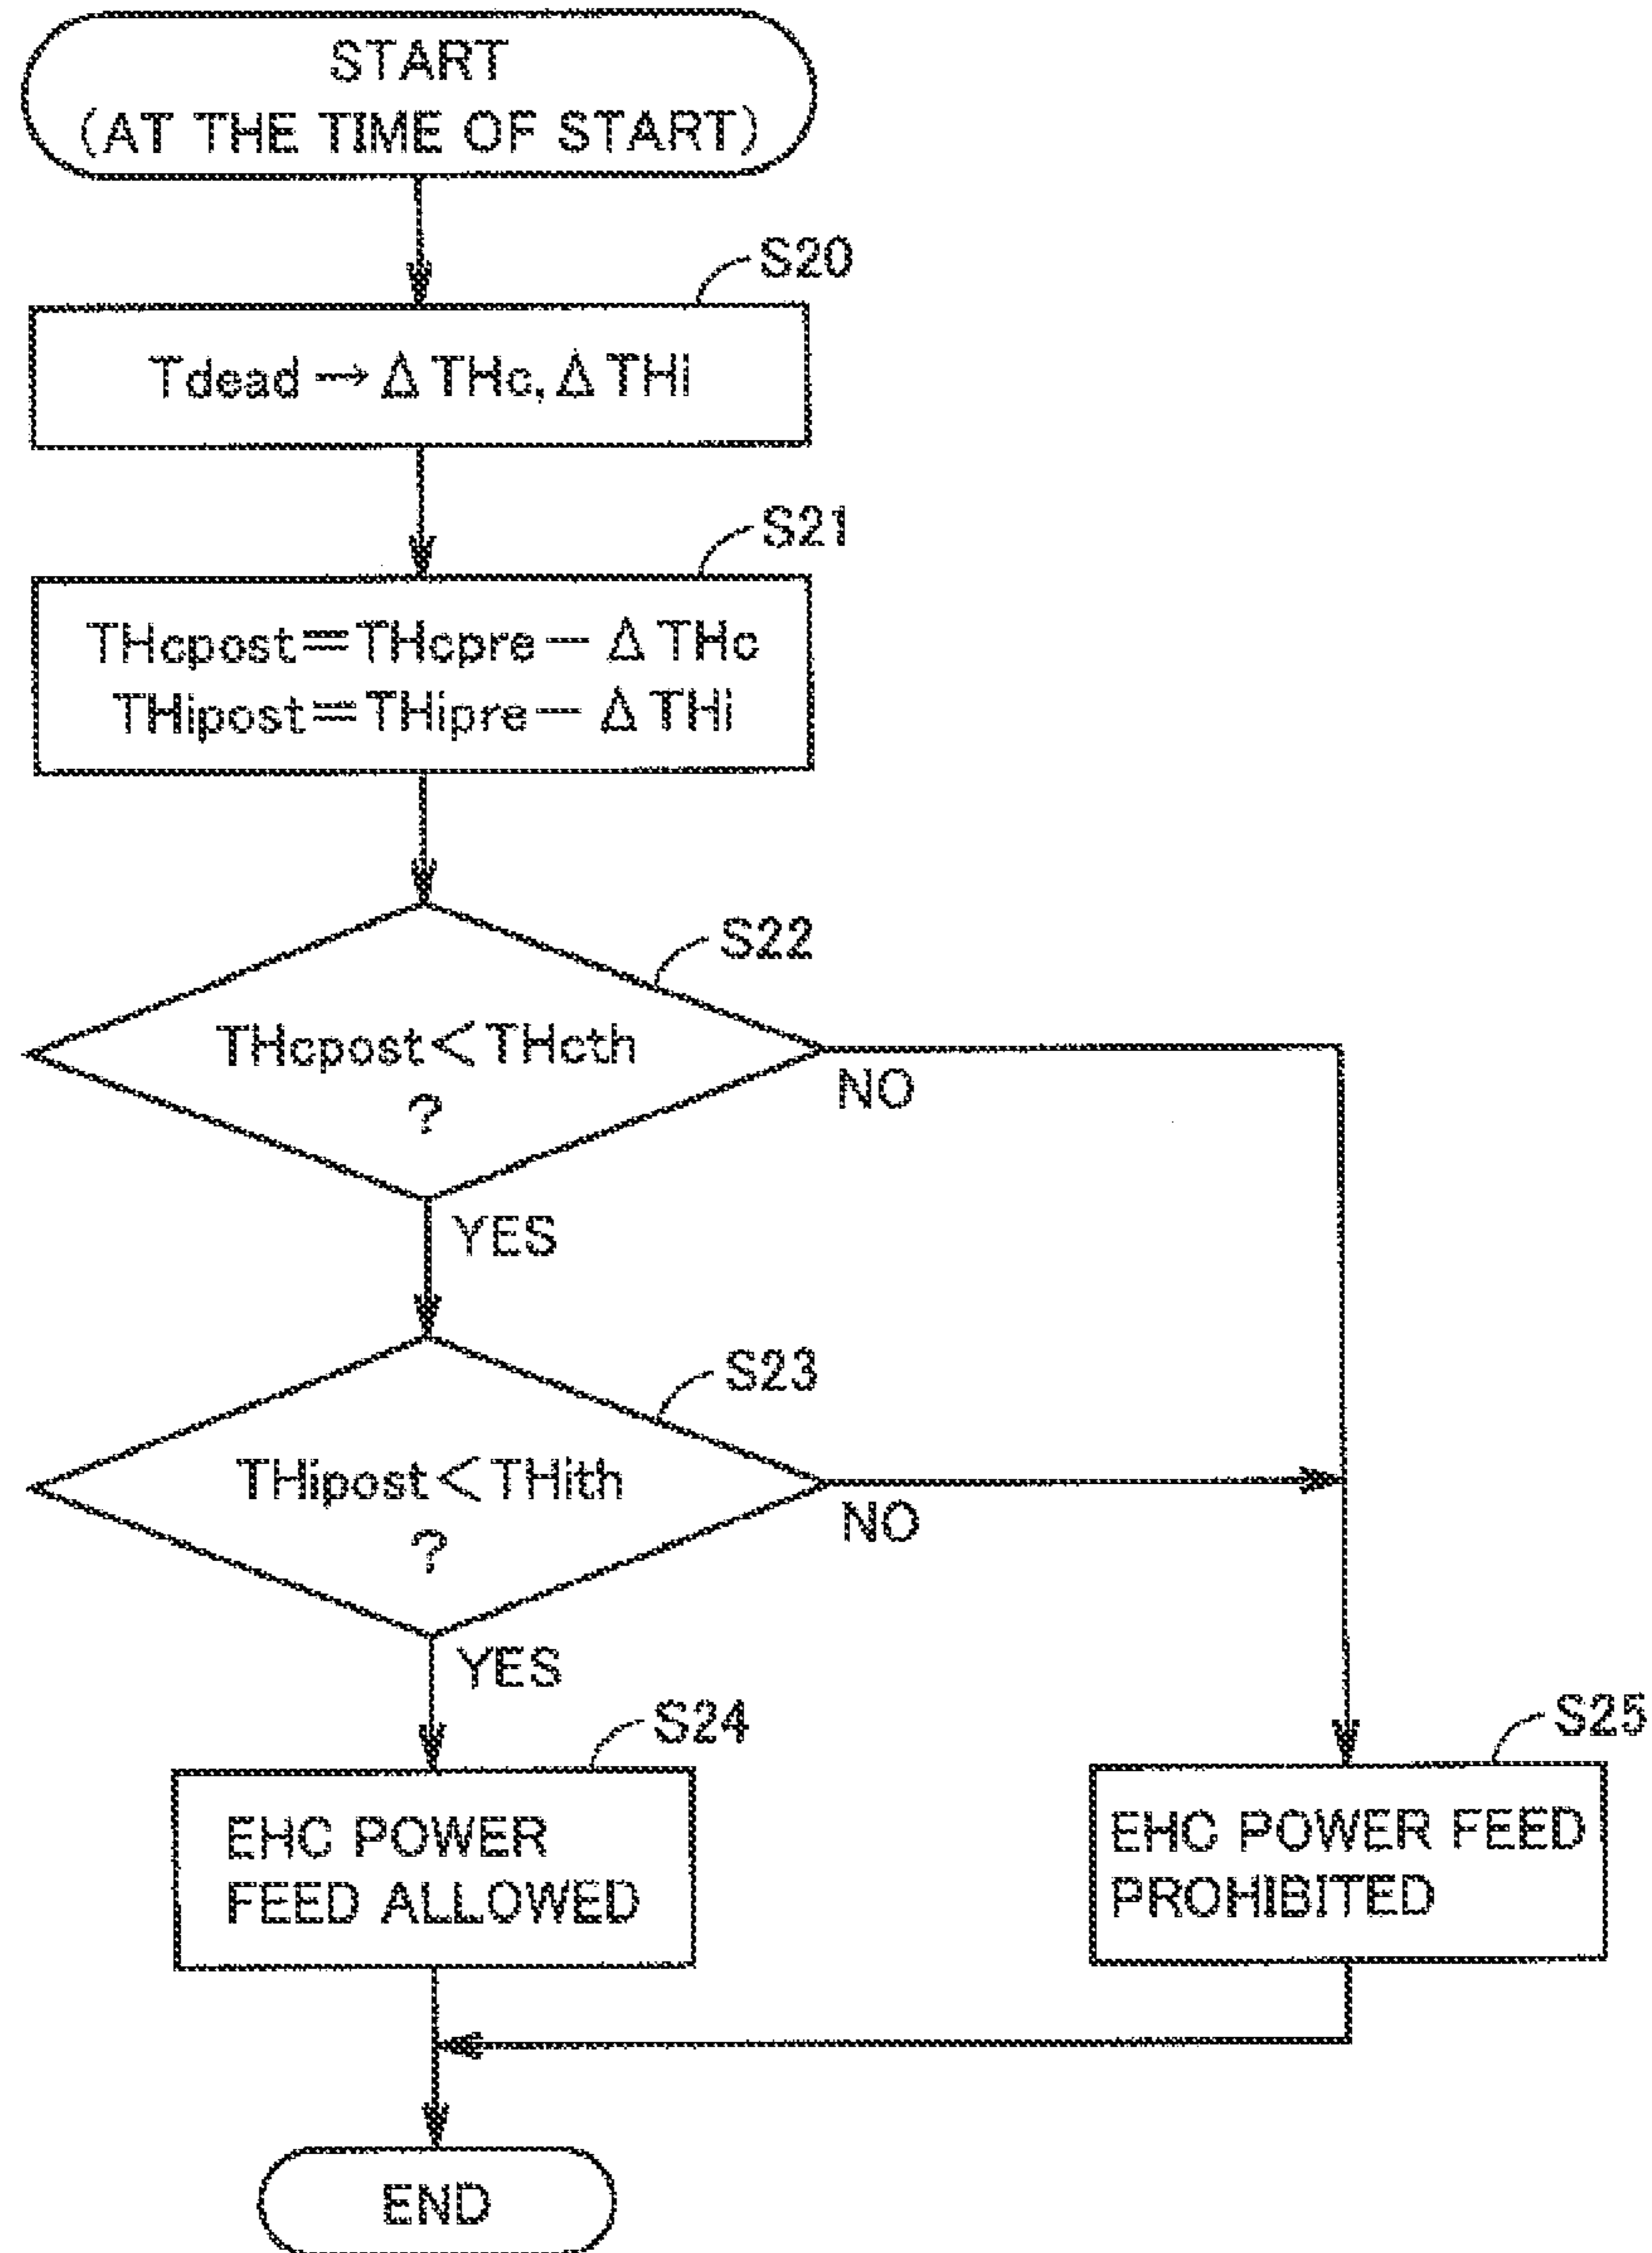 START
(AT THE TIME OF START)
S20
Tdead→ΔTHc,ΔTHi
S21
THcpost=THcpre-ΔTHc
THipost=THipre-ΔTHi
S22
THcpost<THcth
?
NO
YES
S23
THipost<THith
?
NO
YES
S24
EHC POWER
FEED ALLOWED
S25
EHC POWER FEED
PROHIBITED
END